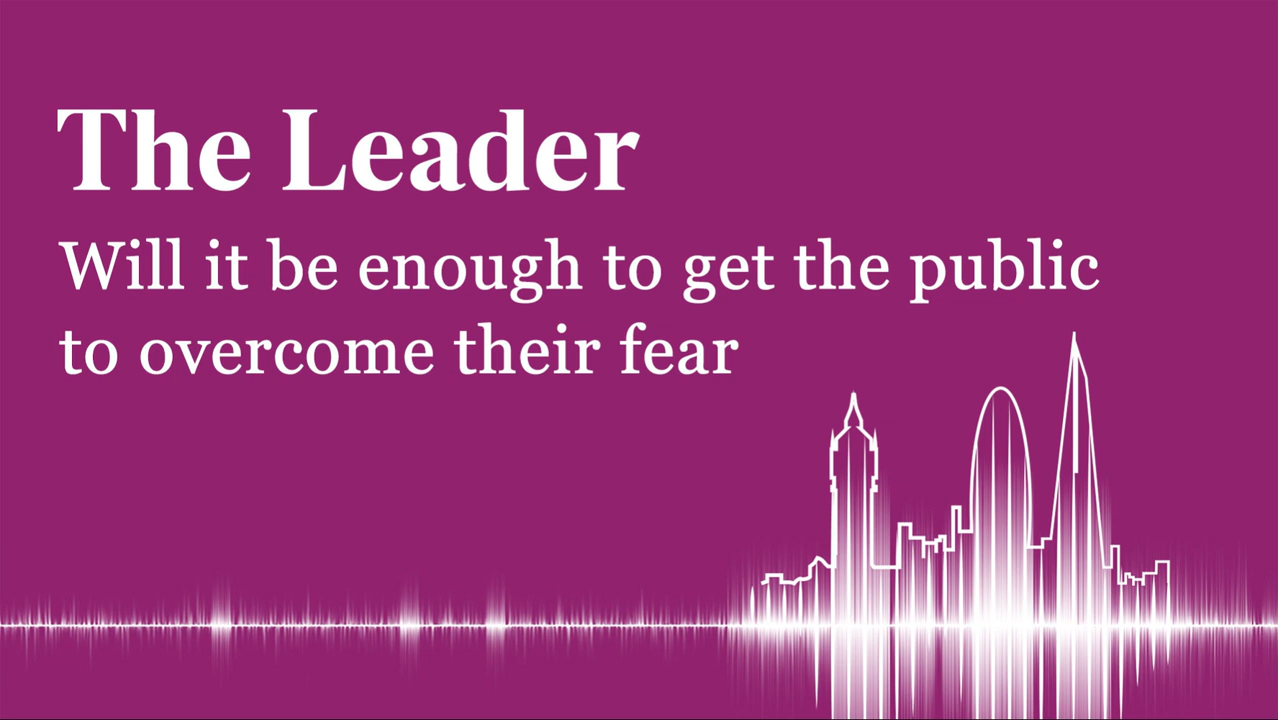 The Leader
Will it be enough to get the public
to overcome their fear